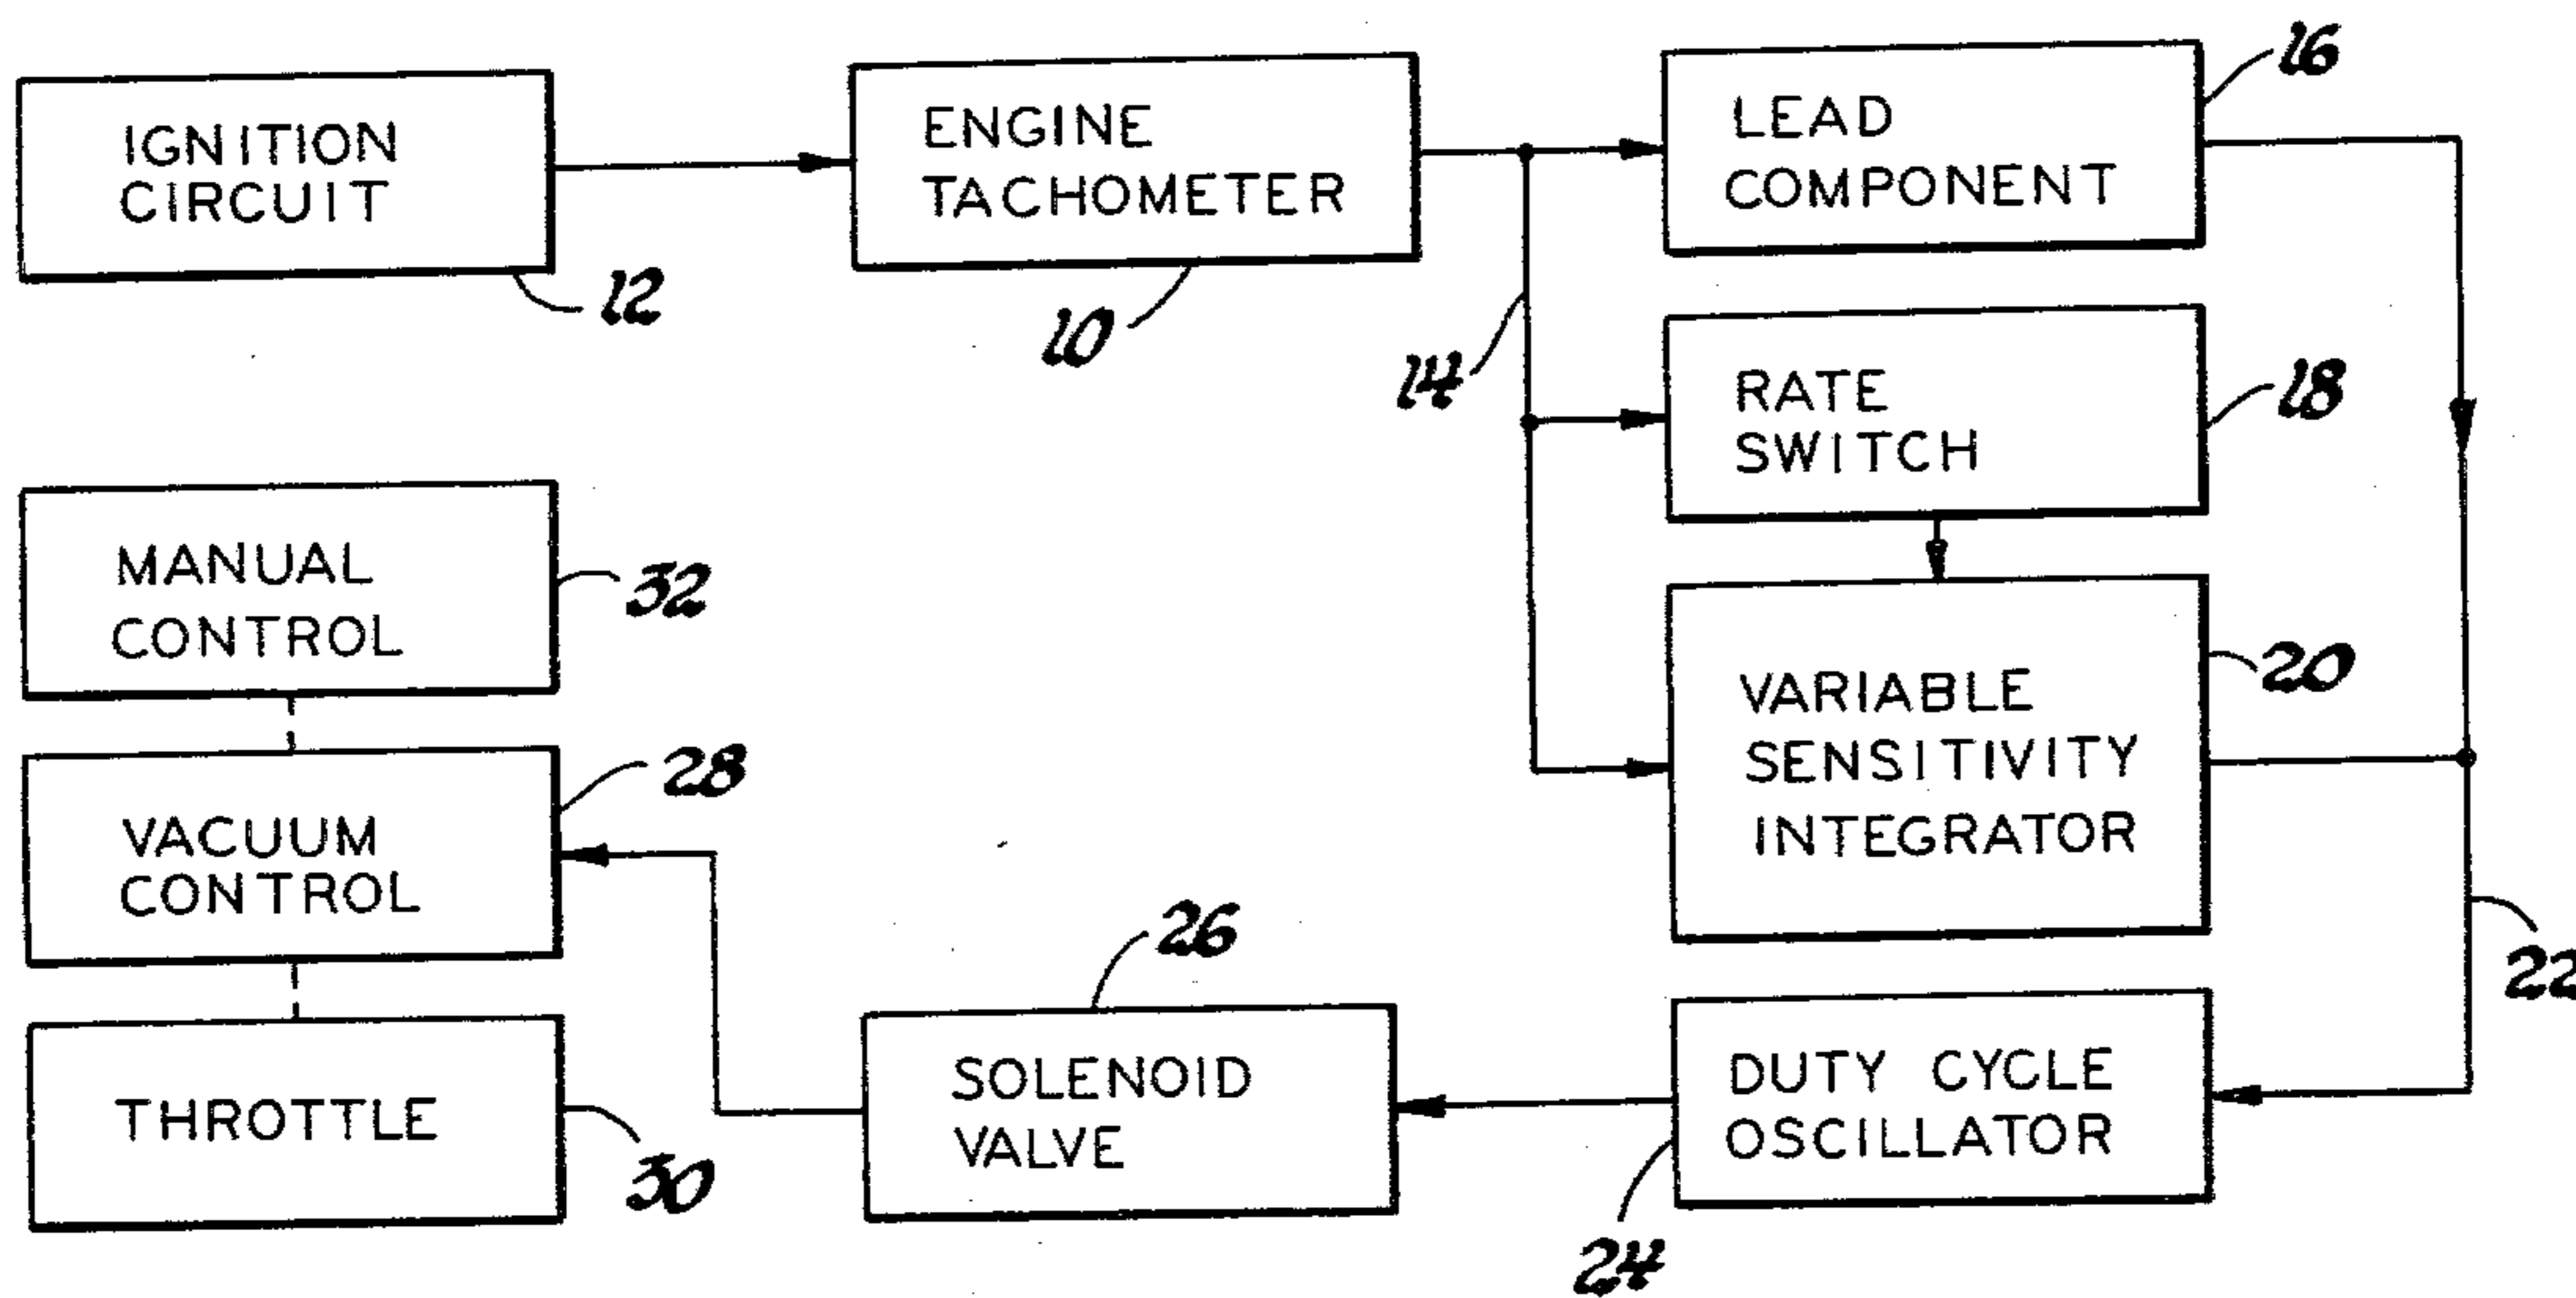 IGNITION
CIRCUIT
12
ENGINE
TACHOMETER
10
14
LEAD
COMPONENT
16
RATE
SWITCH
18
MANUAL
CONTROL
32
VARIABLE
SENSITIVITY
INTEGRATOR
20
VACUUM
CONTROL
28
22
SOLENOID
VALVE
26
DUTY CYCLE
OSCILLATOR
24
THROTTLE
30